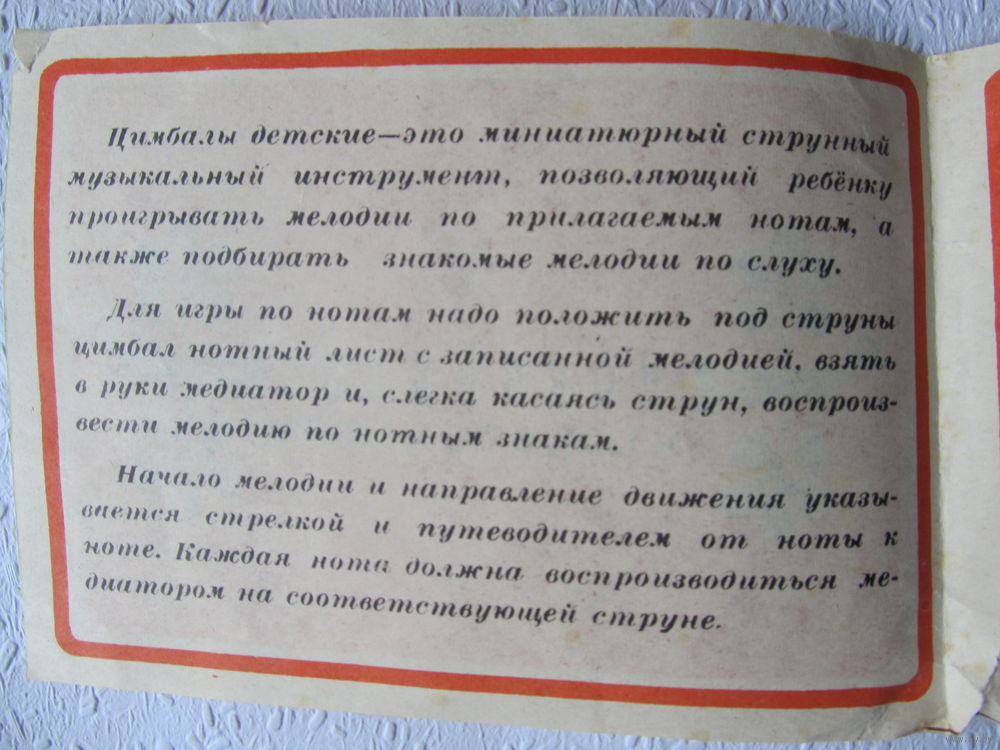 Цимбалы детские—это миниатюрный струнный
музыкальный инструмент, позволяющий ребёнку
проигрывать мелодии по прилагаемым нотам, а
также подбирать знакомые мелодии по слуху.
Для игры по нотам надо положить под струны
цимбал нотный лист с записанной мелодией, взять
в руки медиатор и, слегка касаясь струн, воспроиз-
вести мелодию по нотным знакам.
Начало мелодии и направление движения указы-
вается стрелкой и путеводителем от ноты к
ноте. Каждая нота должна воспроизводиться ме-
диатором на соответствующей струне.